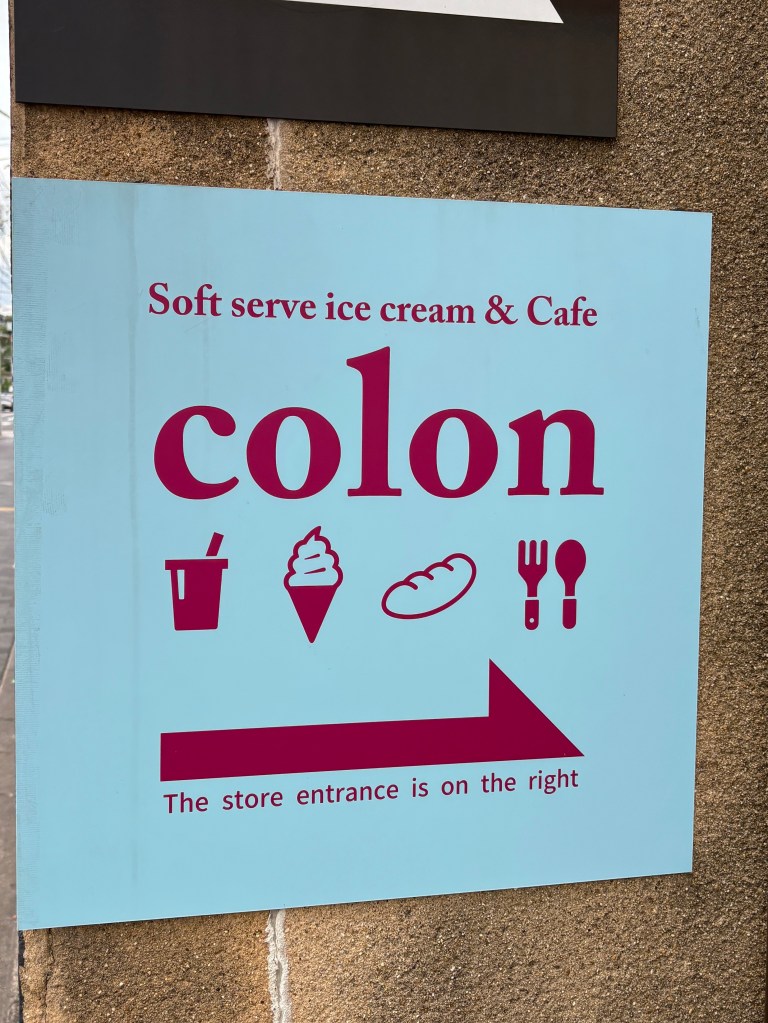 Soft serve ice cream & Cafe
colon
The store entrance is on the right